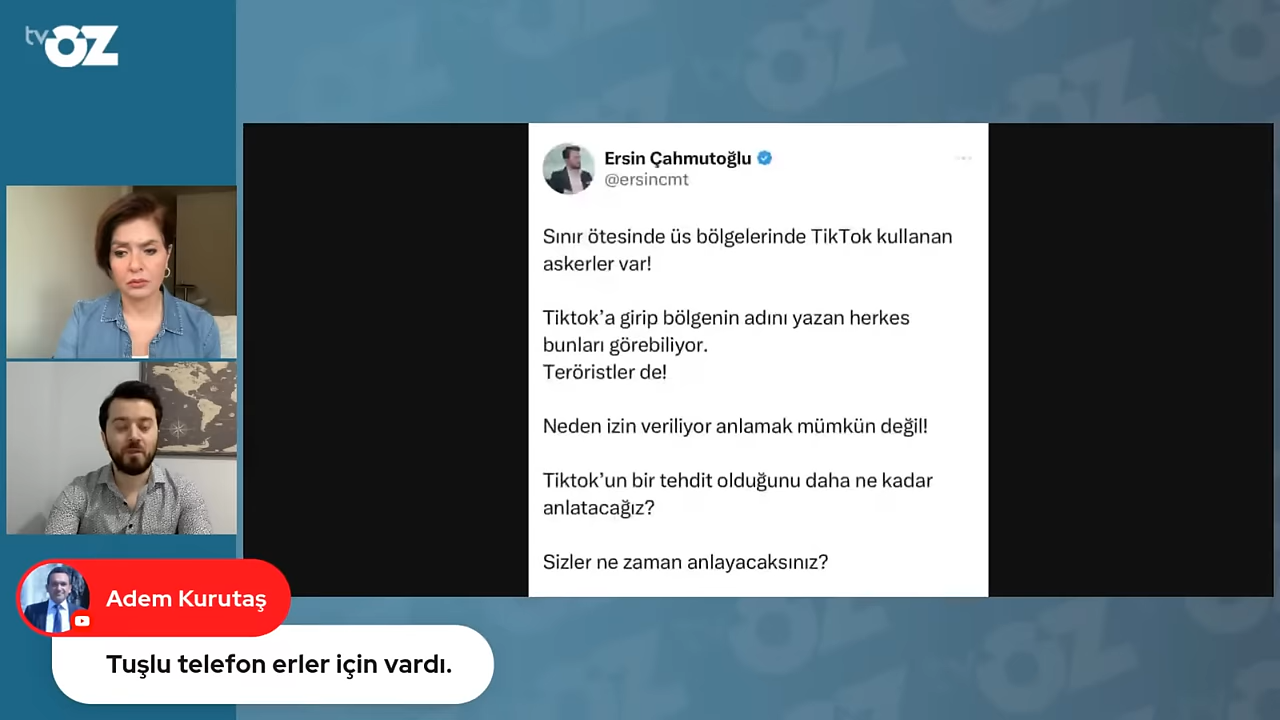 tv ÖZ
Ersin Çahmutoğlu
@ersincmt
Sınır ötesinde üs bölgelerinde TikTok kullanan
askerler var!
Tiktok’a girip bölgenin adını yazan herkes
bunları görebiliyor.
Teröristler de!
Neden izin veriliyor anlamak mümkün değil!
Tiktok’un bir tehdit olduğunu daha ne kadar
anlatacağız?
Sizler ne zaman anlayacaksınız?
Adem Kurutaş
Tuşlu telefon erler için vardı.